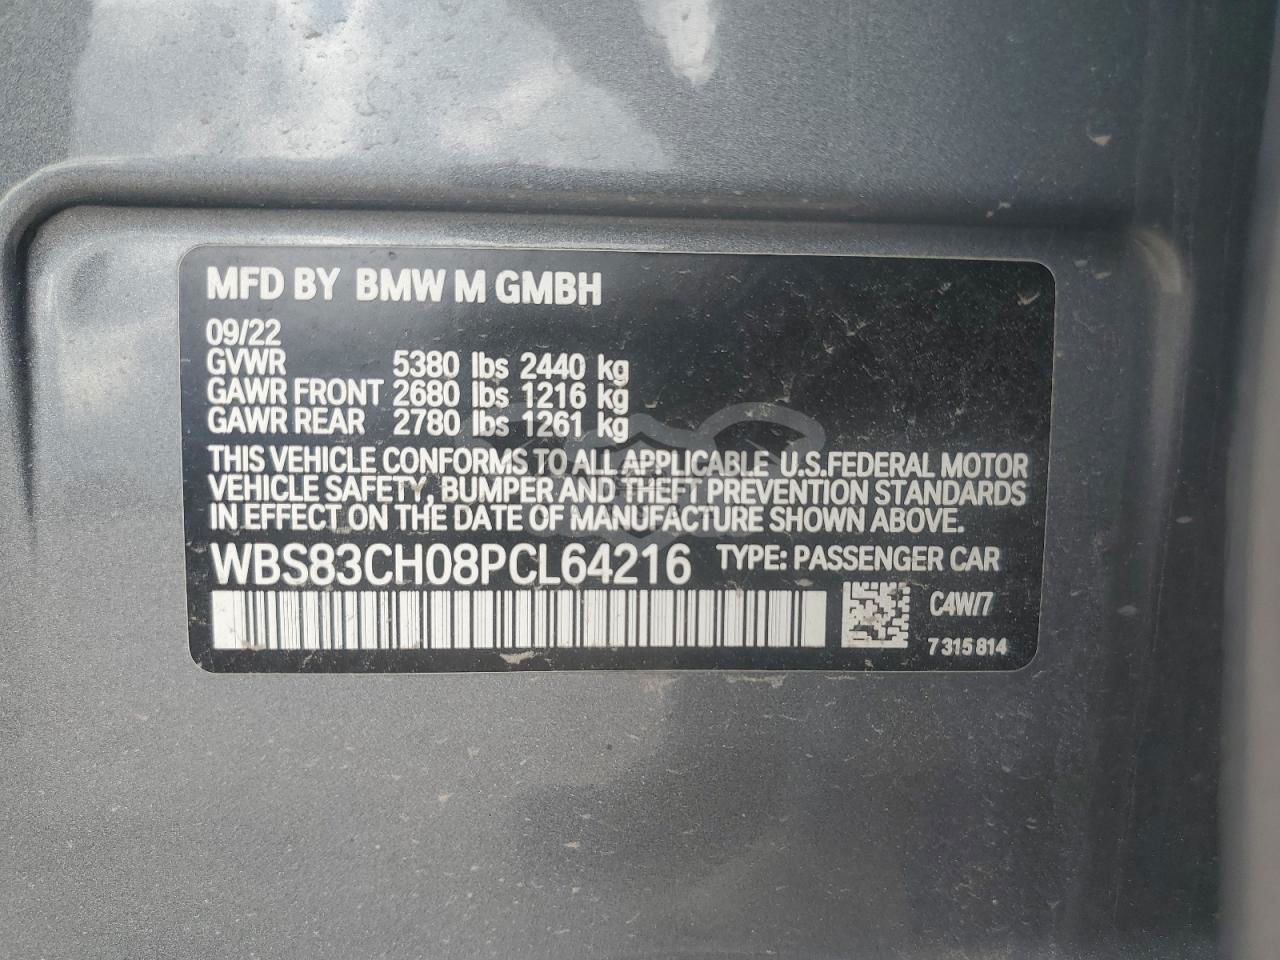 MFD BY BMW M GMBH
09/22
GVWR 5380 lbs 2440 kg
GAWR FRONT 2680 lbs 1216 kg
GAWR REAR 2780 lbs 1261 kg
THIS VEHICLE CONFORMS TO ALL APPLICABLE U.S.FEDERAL MOTOR
VEHICLE SAFETY, BUMPER AND THEFT PREVENTION STANDARDS
IN EFFECT ON THE DATE OF MANUFACTURE SHOWN ABOVE.
WBS83CH08PCL64216 TYPE: PASSENGER CAR
C4W/7
7 315 814